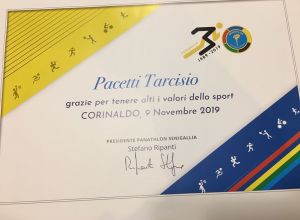 1989-2019
Pacetti Tarcisio
grazie per tenere alti i valori dello sport
CORINALDO, 9 Novembre 2019
PRESIDENTE PANATHLON SENIGALLIA
Stefano Ripanti